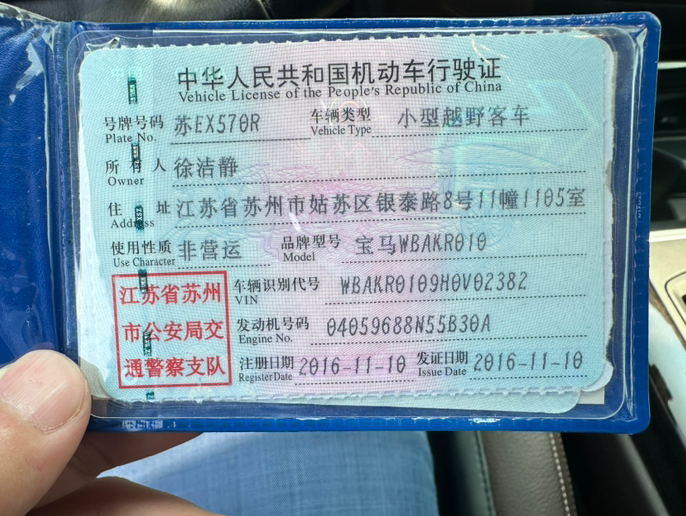 中华人民共和国机动车行驶证
Vehicle License of the People's Republic of China
号牌号码 苏EX570R 车辆类型 小型越野客车
Plate No. Vehicle Type
所有人 徐洁静
Owner
住址 江苏省苏州市姑苏区银泰路8号11幢1105室
Address
使用性质 非营运 品牌型号 宝马WBAKR010
Use Character Model
江苏省苏州 车辆识别代号 WBAKR0109H0V02382
VIN
市公安局交 发动机号码 04059688N55B30A
Engine No.
通警察支队 注册日期 2016-11-10 发证日期 2016-11-10
Register Date Issue Date